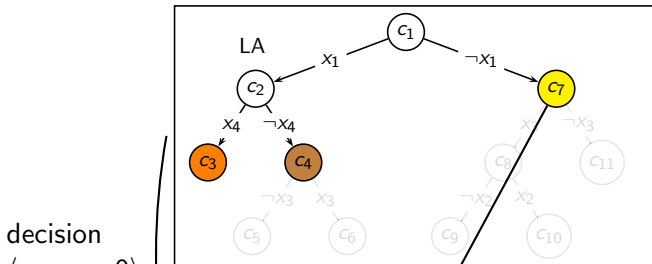 c1
LA
x1
¬x1
c2
c7
x4
¬x4
x3
¬x3
c3
c4
c8
c11
¬x3
x3
¬x2
x2
decision
c5
c6
c9
c10